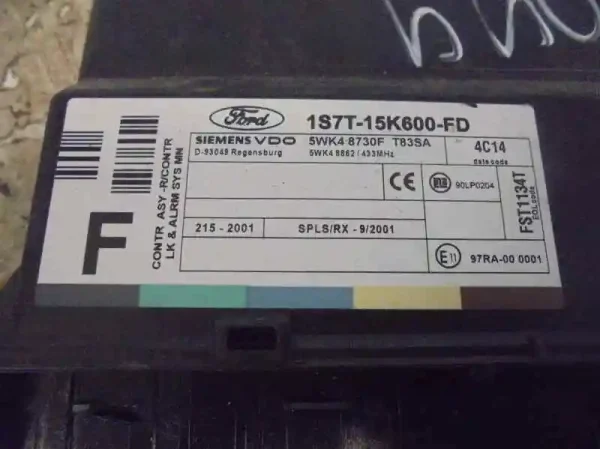 Ford
1S7T-15K600-FD
SIEMENS VDO 5WK4 8730F T83SA
D-93049 Regensburg 5WK4 8862 / 433MHz
4C14
date code
CE
90LP0204
FST1134T
EOL code
F
CONTR ASY -R/CONTR
LK & ALRM SYS MN
215 - 2001
SPLS/RX - 9/2001
E11
97RA-00 0001